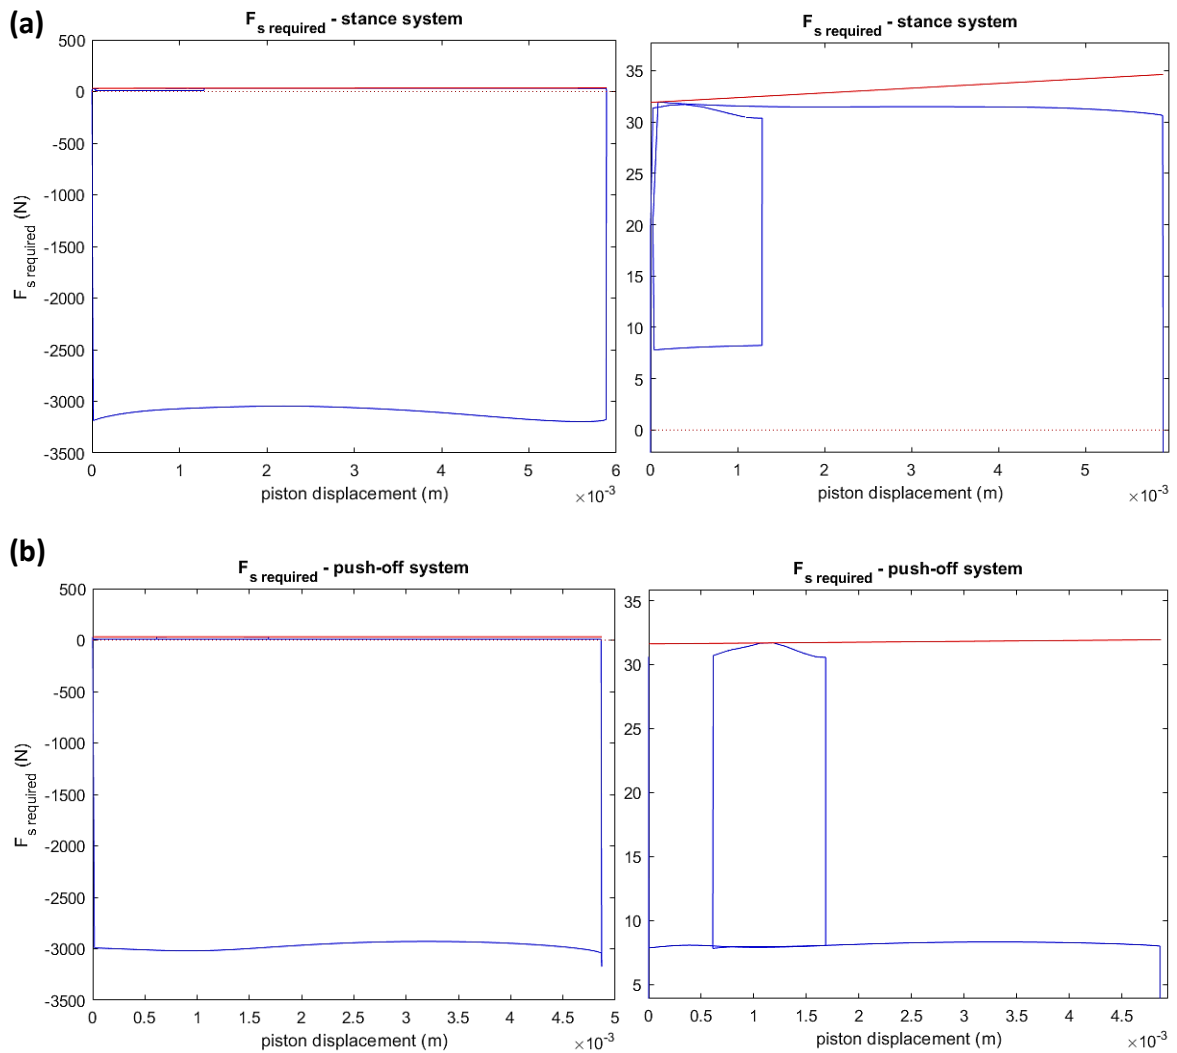 (a)
F s required - stance system
500
0
-500
-1000
-1500
-2000
-2500
-3000
-3500
F s required (N)
0 1 2 3 4 5 6
piston displacement (m)
×10-3
F s required - stance system
35
30
25
20
15
10
5
0
0 1 2 3 4 5
piston displacement (m)
×10-3
(b)
F s required - push-off system
500
0
-500
-1000
-1500
-2000
-2500
-3000
-3500
F s required (N)
0 0.5 1 1.5 2 2.5 3 3.5 4 4.5 5
piston displacement (m)
×10-3
F s required - push-off system
35
30
25
20
15
10
5
0 0.5 1 1.5 2 2.5 3 3.5 4 4.5
piston displacement (m)
×10-3